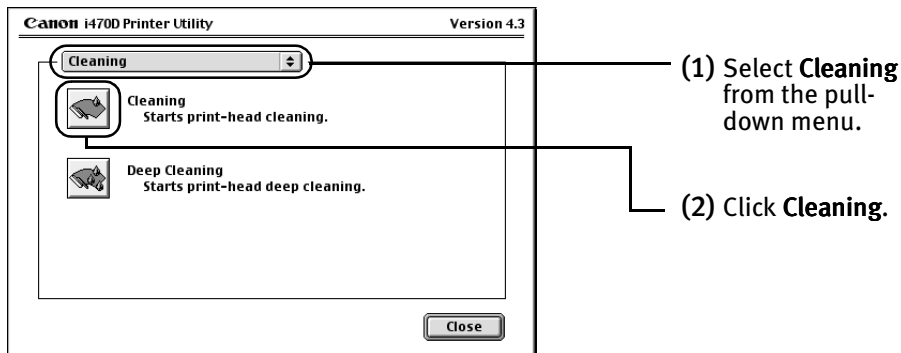 Canon i470D Printer Utility Version 4.3
Cleaning
Cleaning
Starts print-head cleaning.
Deep Cleaning
Starts print-head deep cleaning.
Close
(1) Select Cleaning
from the pull-
down menu.
(2) Click Cleaning.